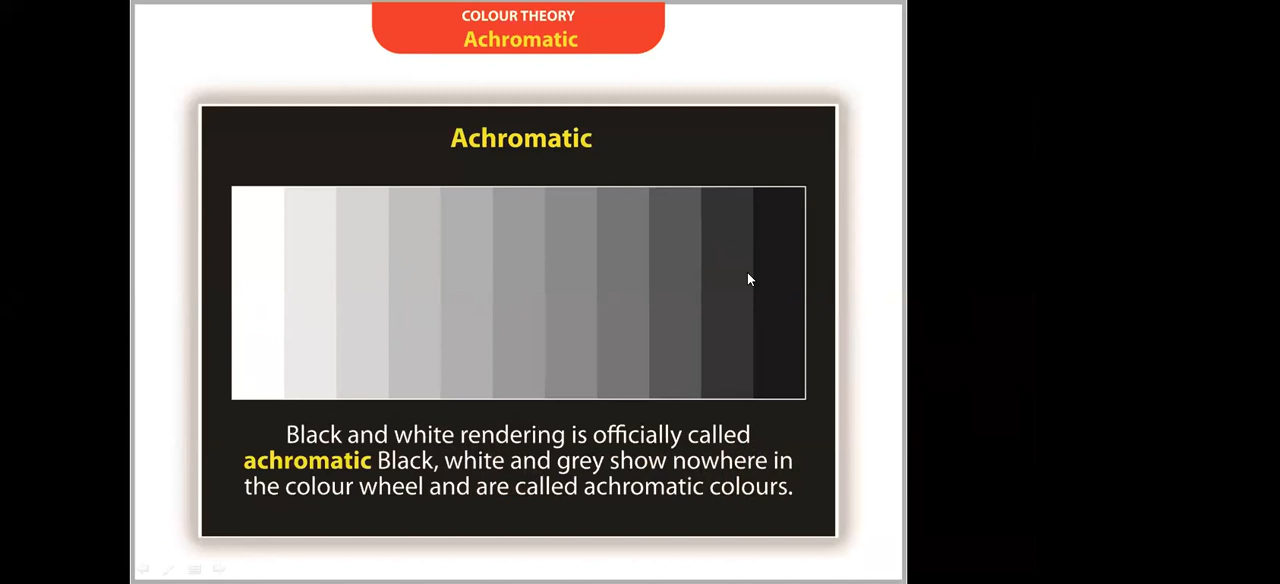 COLOUR THEORY
Achromatic
Achromatic
Black and white rendering is officially called
achromatic Black, white and grey show nowhere in
the colour wheel and are called achromatic colours.